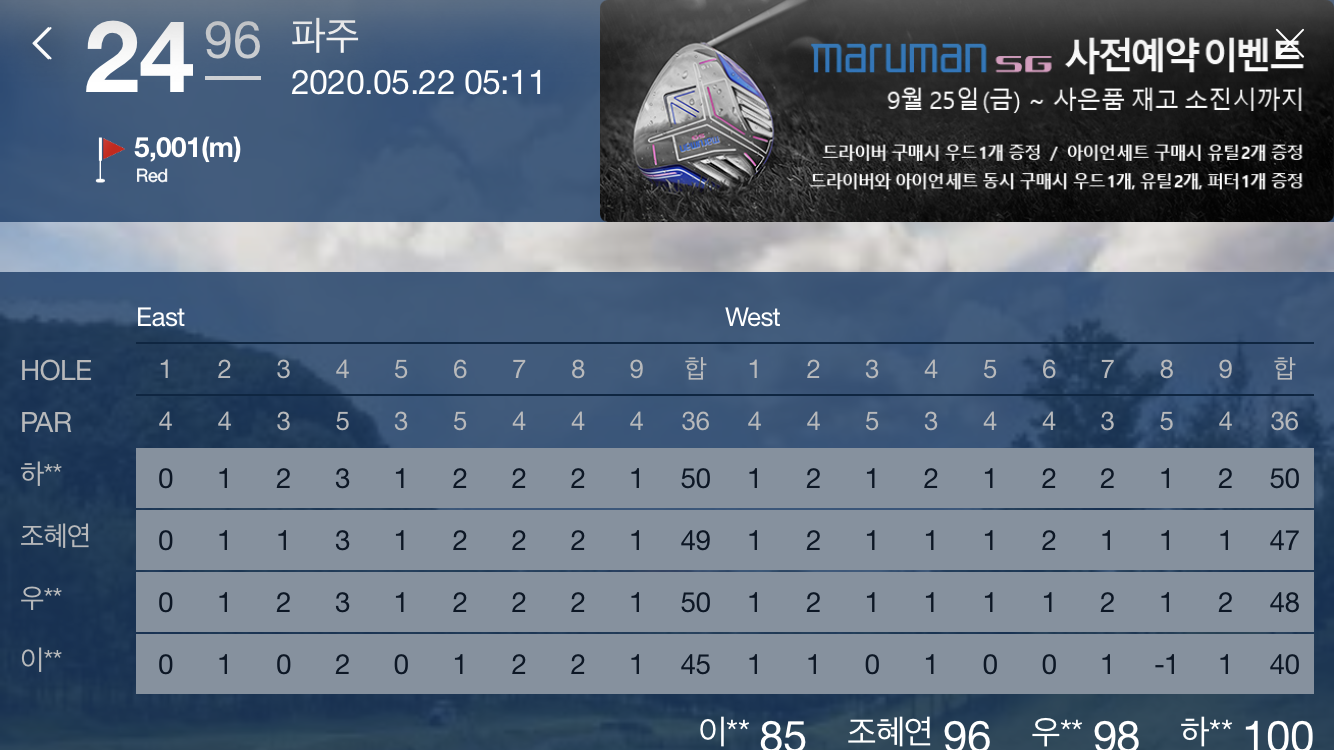 24 96 파주
2020.05.22 05:11
5,001(m)
Red
maruman SG 사전예약 이벤트
9월 25일(금) ~ 사은품 재고 소진시까지
드라이버 구매시 우드1개 증정 / 아이언세트 구매시 유틸2개 증정
드라이버와 아이언세트 동시 구매시 우드1개, 유틸2개, 퍼터1개 증정
East West
HOLE 1 2 3 4 5 6 7 8 9 합 1 2 3 4 5 6 7 8 9 합
PAR 4 4 3 5 3 5 4 4 4 36 4 4 5 3 4 4 3 5 4 36
하** 0 1 2 3 1 2 2 2 1 50 1 2 1 2 1 2 2 1 2 50
조혜연 0 1 1 3 1 2 2 2 1 49 1 2 1 1 1 2 1 1 1 47
우** 0 1 2 3 1 2 2 2 1 50 1 2 1 1 1 1 2 1 2 48
이** 0 1 0 2 0 1 2 2 1 45 1 1 0 1 0 0 1 -1 1 40
이** 85 조혜연 96 우** 98 하** 100